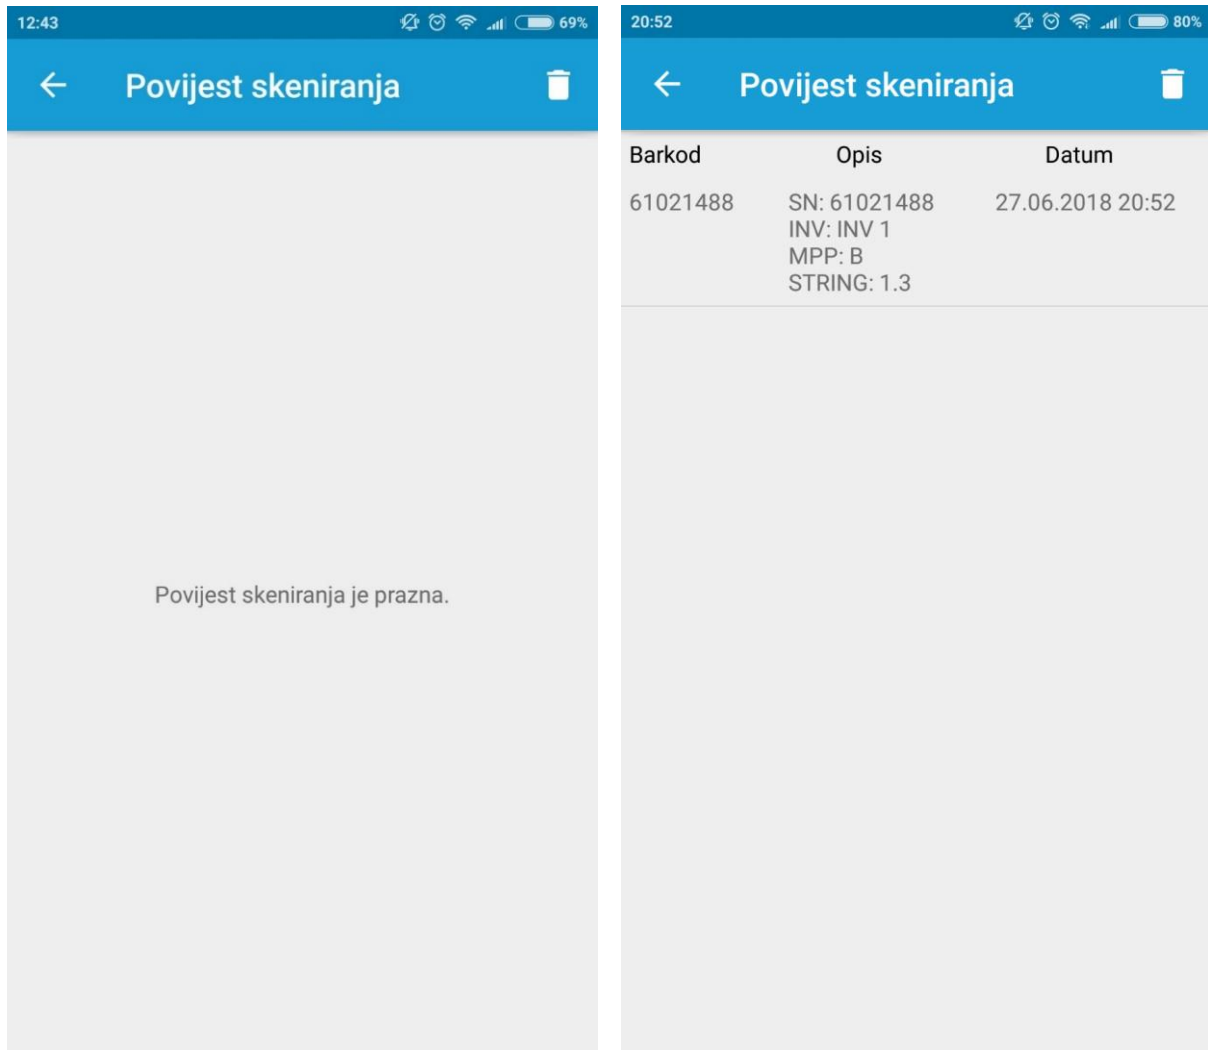 12:43 69%
Povijest skeniranja
Povijest skeniranja je prazna.
20:52 80%
Povijest skeniranja
Barkod Opis Datum
61021488 SN: 61021488 27.06.2018 20:52
INV: INV 1
MPP: B
STRING: 1.3